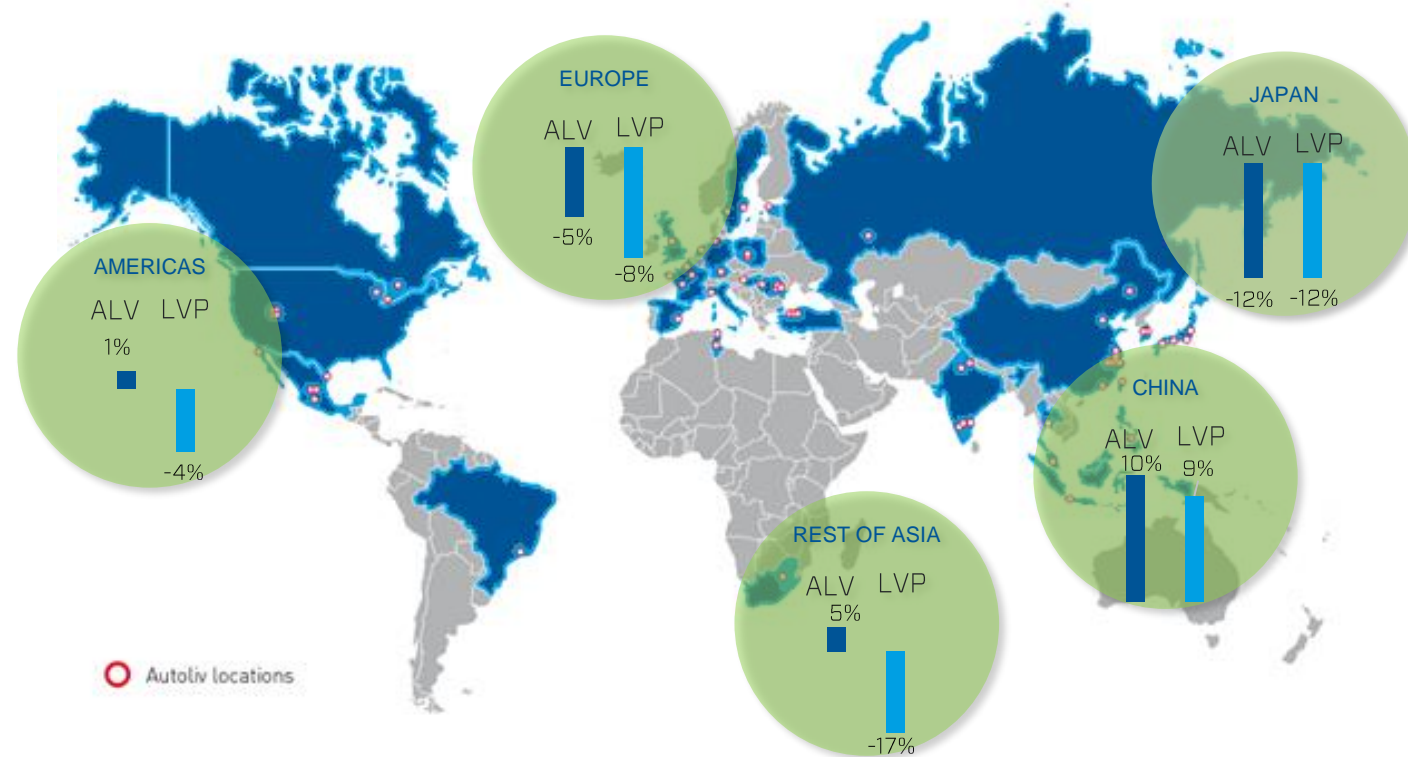 EUROPE
ALV LVP
-5%
-8%
JAPAN
ALV LVP
-12% -12%
AMERICAS
ALV LVP
1%
-4%
CHINA
ALV LVP
10% 9%
REST OF ASIA
ALV LVP
5%
-17%
Autoliv locations